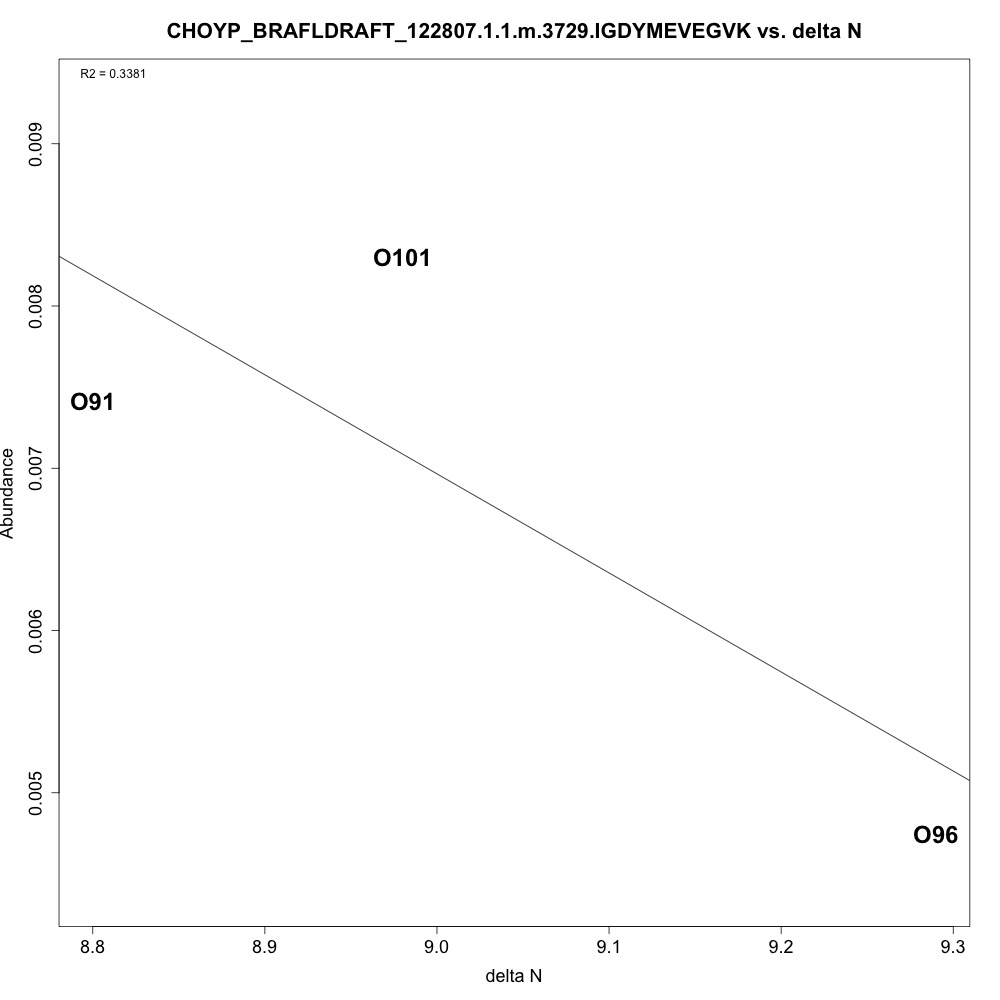 CHOYP_BRAFLDRAFT_122807.1.1.m.3729.IGDYMEVEGVK vs. delta N
R2 = 0.3381
0.009
O101
0.008
O91
0.007
Abundance
0.006
0.005
O96
8.8 8.9 9.0 9.1 9.2 9.3
delta N